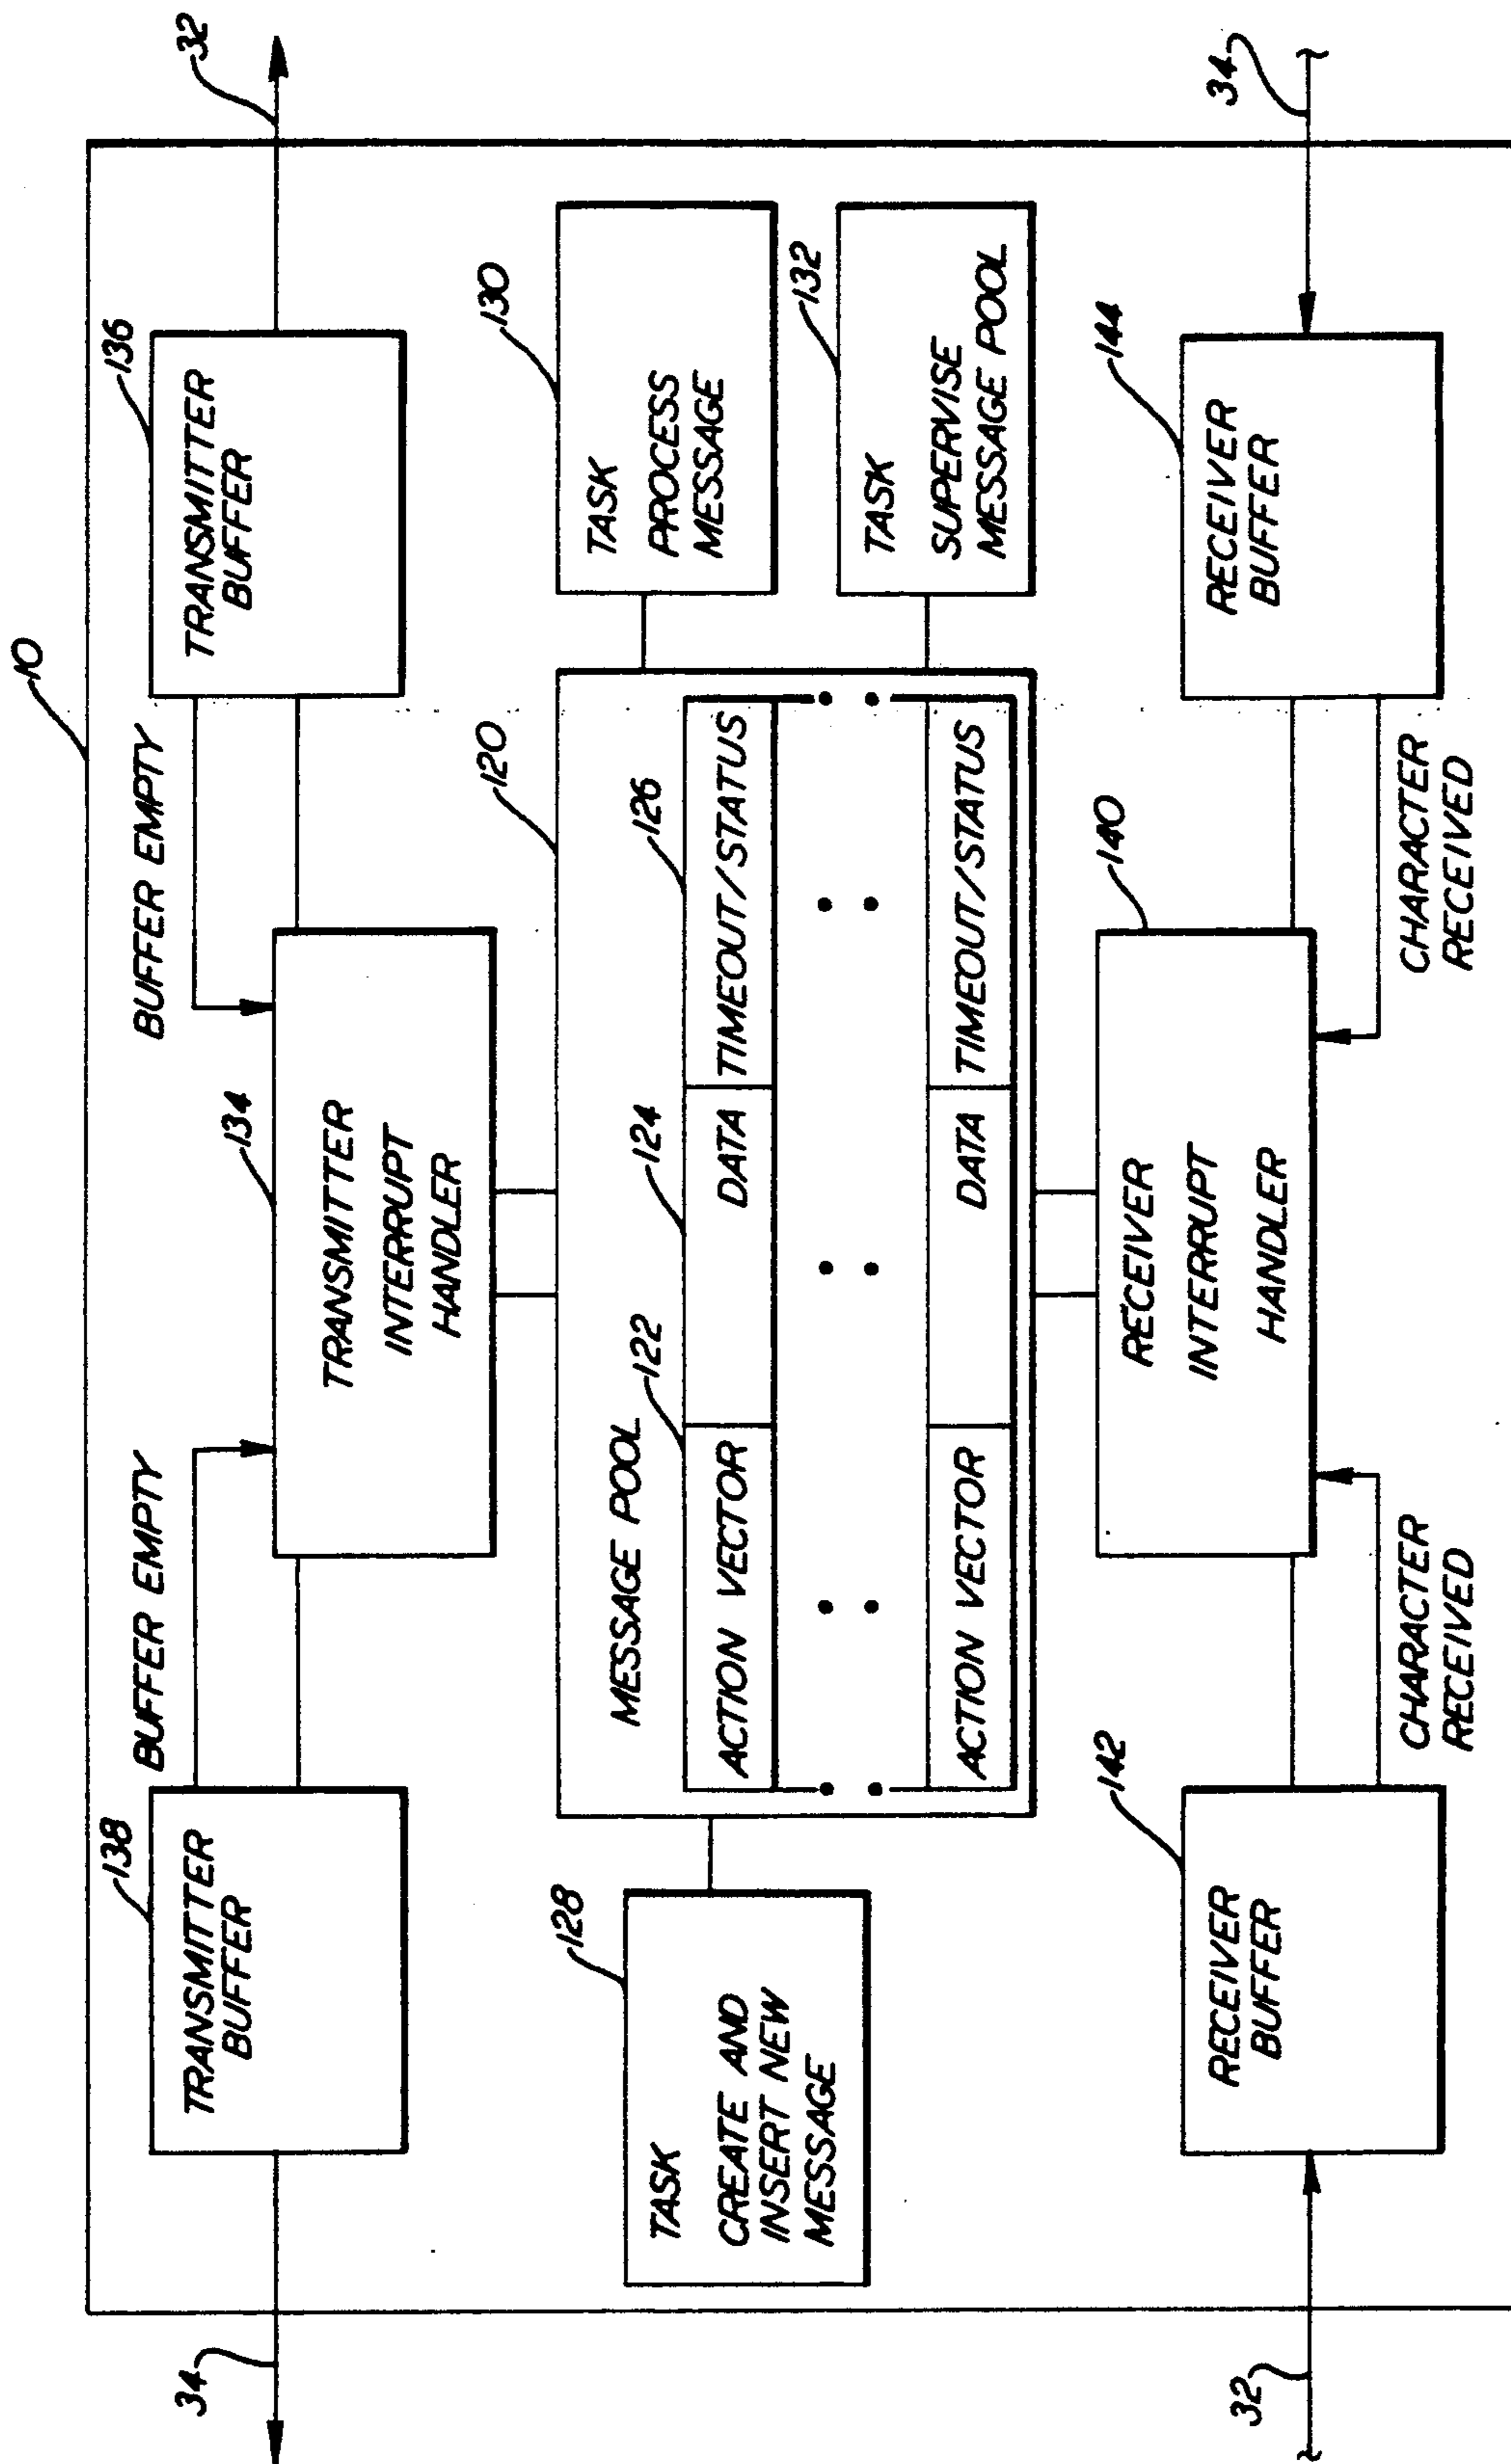 10
34
138
TRANSMITTER
BUFFER
BUFFER EMPTY
134
TRANSMITTER
INTERRUPT
HANDLER
BUFFER EMPTY
136
TRANSMITTER
BUFFER
32
128
TASK
CREATE AND
INSERT NEW
MESSAGE
120
MESSAGE POOL
122
124
126
ACTION VECTOR
DATA
TIMEOUT/STATUS
ACTION VECTOR
DATA
TIMEOUT/STATUS
130
TASK
PROCESS
MESSAGE
132
TASK
SUPERVISE
MESSAGE POOL
32
142
RECEIVER
BUFFER
CHARACTER
RECEIVED
140
RECEIVER
INTERRUPT
HANDLER
CHARACTER
RECEIVED
144
RECEIVER
BUFFER
34